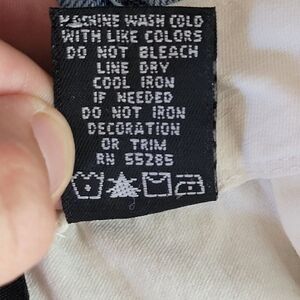 MACHINE WASH COLD
WITH LIKE COLORS
DO NOT BLEACH
LINE DRY
COOL IRON
IF NEEDED
DO NOT IRON
DECORATION
OR TRIM
RN 55285